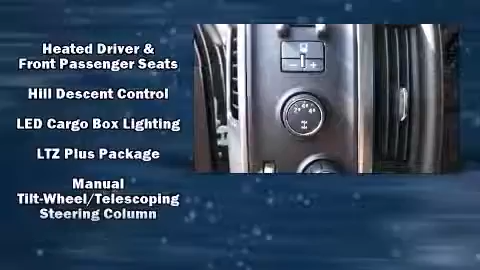 Heated Driver &
Front Passenger Seats
Hill Descent Control
LED Cargo Box Lighting
LTZ Plus Package
Manual
Tilt-Wheel/Telescoping
Steering Column